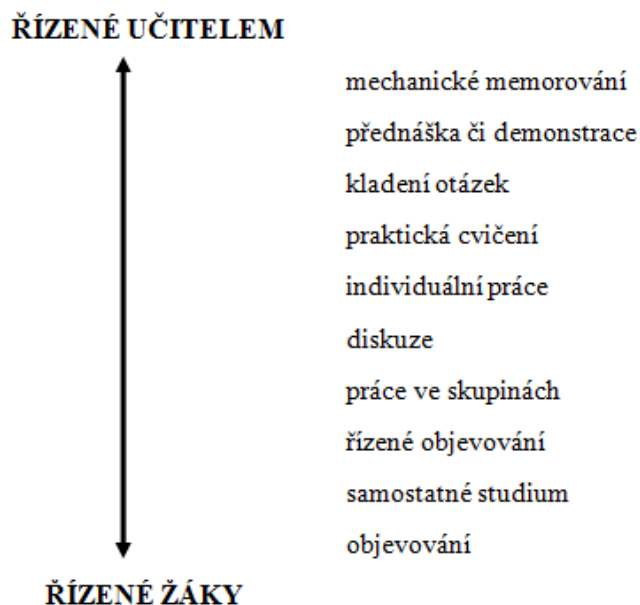 ŘÍZENÉ UČITELEM
mechanické memorování
přednáška či demonstrace
kladení otázek
praktická cvičení
individuální práce
diskuze
práce ve skupinách
řízené objevování
samostatné studium
objevování
ŘÍZENÉ ŽÁKY